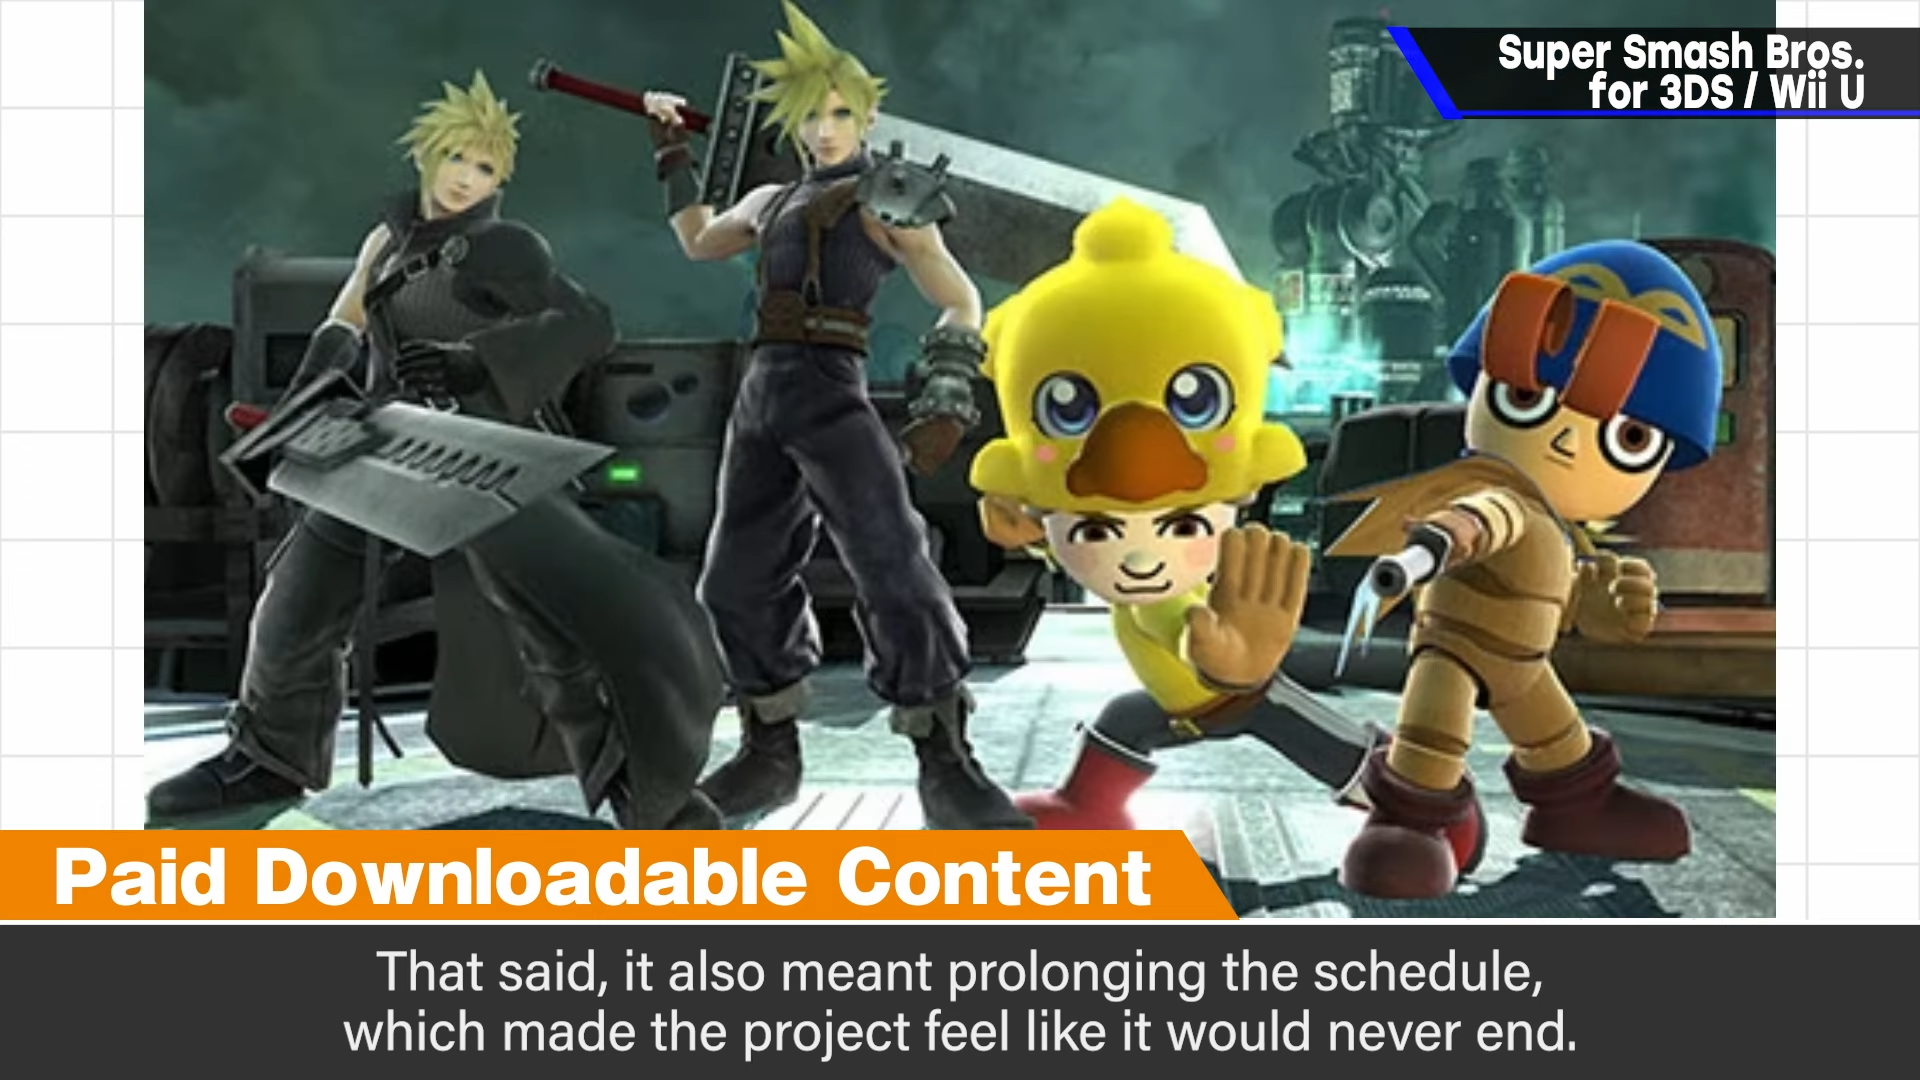 Super Smash Bros.
for 3DS / Wii U
Paid Downloadable Content
That said, it also meant prolonging the schedule,
which made the project feel like it would never end.